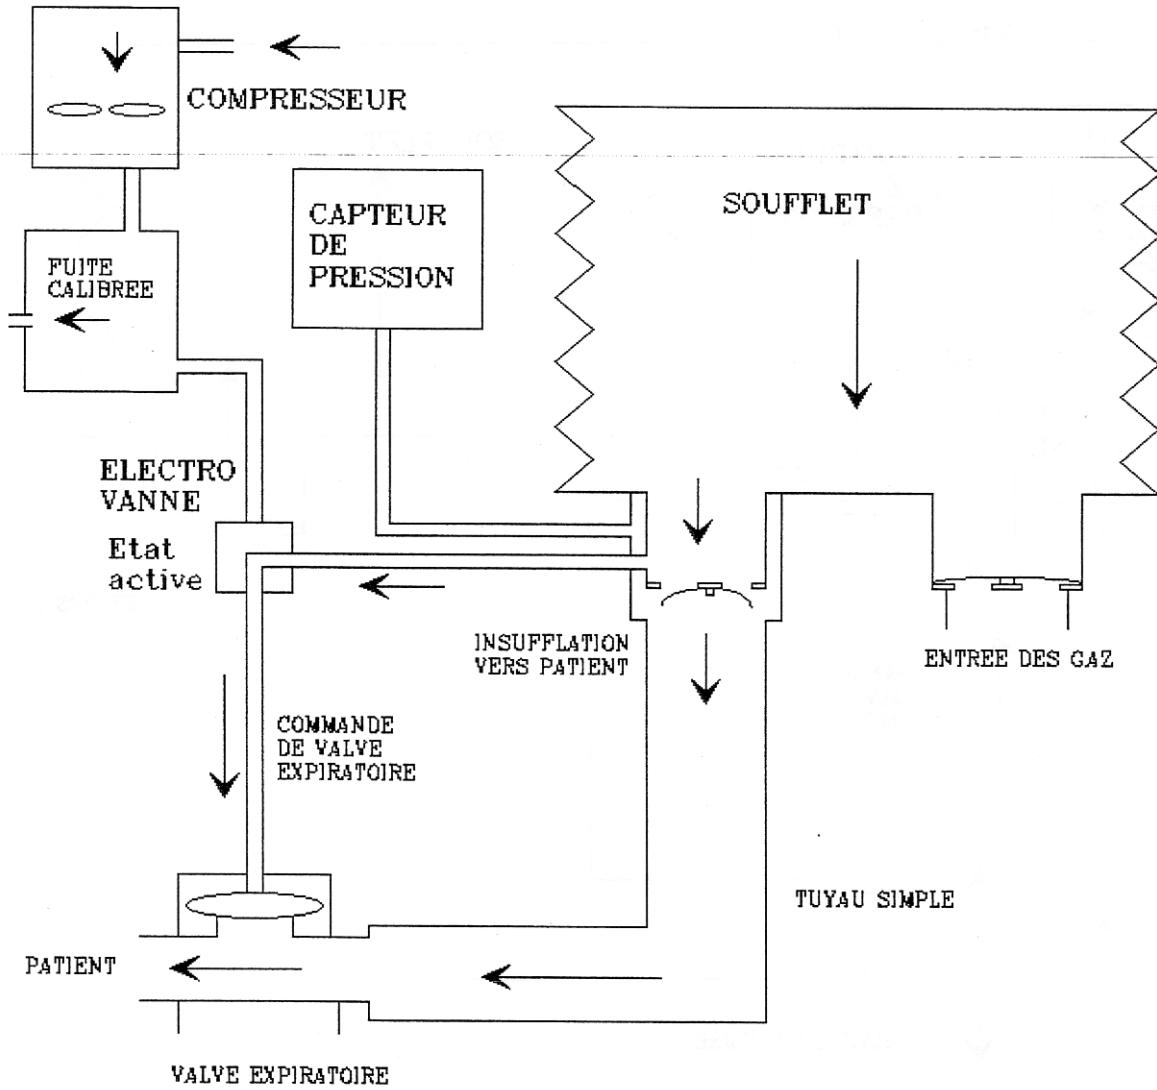 COMPRESSEUR
SOUFFLET
CAPTEUR
DE
PRESSION
FUITE
CALIBREE
ELECTRO
VANNE
Etat
active
INSUFFLATION
VERS PATIENT
ENTREE DES GAZ
COMMANDE
DE VALVE
EXPIRATOIRE
TUYAU SIMPLE
PATIENT
VALVE EXPIRATOIRE